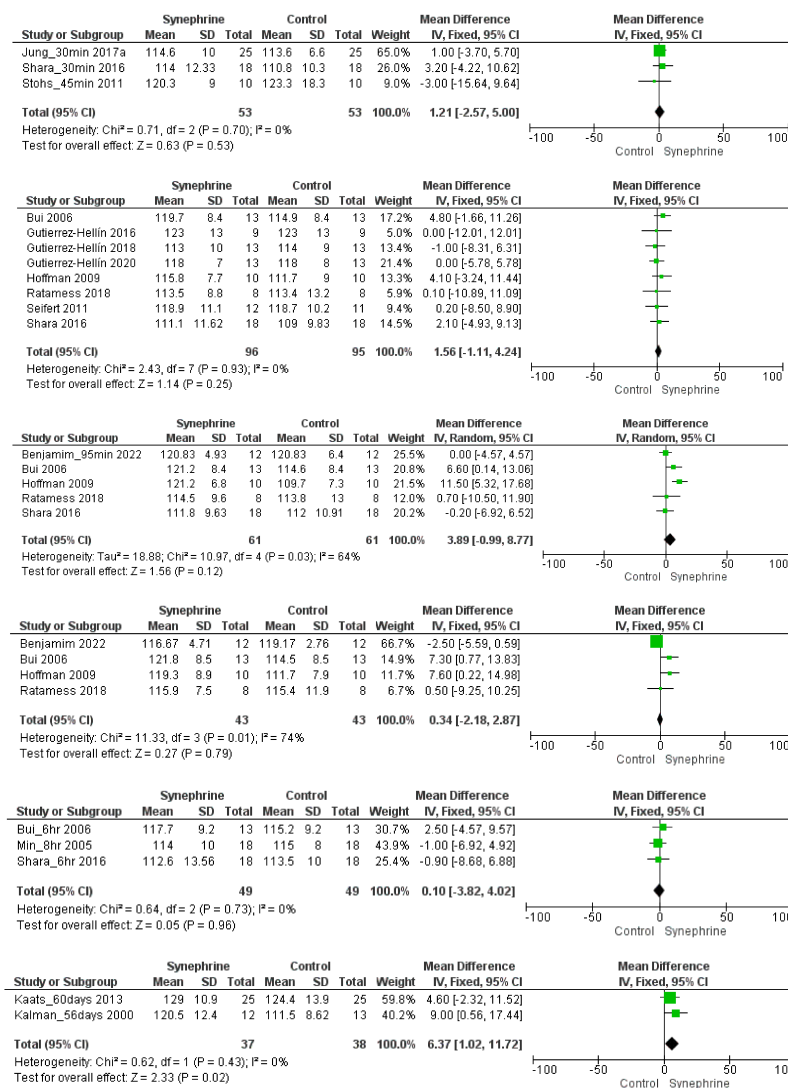 Synephrine Control Mean Difference Mean Difference
Study or Subgroup Mean SD Total Mean SD Total Weight IV, Fixed, 95% CI IV, Fixed, 95% CI
Jung_30min 2017a 114.6 10 25 113.6 6.6 25 65.0% 1.00 [-3.70, 5.70]
Shara_30min 2016 114 12.33 18 110.8 10.3 18 26.0% 3.20 [-4.22, 10.62]
Stohs_45min 2011 120.3 9 10 123.3 18.3 10 9.0% -3.00 [-15.64, 9.64]
Total (95% CI) 53 53 100.0% 1.21 [-2.57, 5.00]
Heterogeneity: Chi² = 0.71, df = 2 (P = 0.70); I² = 0%
Test for overall effect: Z = 0.63 (P = 0.53)
-100 -50 0 50 100
Control Synephrine
Synephrine Control Mean Difference Mean Difference
Study or Subgroup Mean SD Total Mean SD Total Weight IV, Fixed, 95% CI IV, Fixed, 95% CI
Bui 2006 119.7 8.4 13 114.9 8.4 13 17.2% 4.80 [-1.66, 11.26]
Gutierrez-Hellín 2016 123 13 9 123 13 9 5.0% 0.00 [-12.01, 12.01]
Gutierrez-Hellín 2018 113 10 13 114 9 13 13.4% -1.00 [-8.31, 6.31]
Gutierrez-Hellín 2020 118 7 13 118 8 13 21.4% 0.00 [-5.78, 5.78]
Hoffman 2009 115.8 7.7 10 111.7 9 10 13.3% 4.10 [-3.24, 11.44]
Ratamess 2018 113.5 8.8 8 113.4 13.2 8 5.9% 0.10 [-10.89, 11.09]
Seifert 2011 118.9 11.1 12 118.7 10.2 11 9.4% 0.20 [-8.50, 8.90]
Shara 2016 111.1 11.62 18 109 9.83 18 14.5% 2.10 [-4.93, 9.13]
Total (95% CI) 96 95 100.0% 1.56 [-1.11, 4.24]
Heterogeneity: Chi² = 2.43, df = 7 (P = 0.93); I² = 0%
Test for overall effect: Z = 1.14 (P = 0.25)
-100 -50 0 50 100
Control Synephrine
Synephrine Control Mean Difference Mean Difference
Study or Subgroup Mean SD Total Mean SD Total Weight IV, Random, 95% CI IV, Random, 95% CI
Benjamim_95min 2022 120.83 4.93 12 120.83 6.4 12 25.5% 0.00 [-4.57, 4.57]
Bui 2006 121.2 8.4 13 114.6 8.4 13 21.0% 6.60 [0.14, 13.06]
Hoffman 2009 121.2 6.8 10 109.7 7.3 10 21.3% 11.50 [5.32, 17.68]
Ratamess 2018 114.5 9.6 8 113.8 13 8 12.0% 0.70 [-10.50, 11.90]
Shara 2016 111.8 9.63 18 112 10.91 18 20.2% -0.20 [-6.92, 6.52]
Total (95% CI) 61 61 100.0% 3.89 [-0.99, 8.77]
Heterogeneity: Tau² = 18.88; Chi² = 10.97, df = 4 (P = 0.03); I² = 64%
Test for overall effect: Z = 1.56 (P = 0.12)
-100 -50 0 50 100
Control Synephrine
Synephrine Control Mean Difference Mean Difference
Study or Subgroup Mean SD Total Mean SD Total Weight IV, Fixed, 95% CI IV, Fixed, 95% CI
Benjamim 2022 116.67 4.71 12 119.17 2.76 12 66.7% -2.50 [-5.59, 0.59]
Bui 2006 121.8 8.5 13 114.5 8.5 13 14.9% 7.30 [0.77, 13.83]
Hoffman 2009 119.3 8.9 10 111.7 7.9 10 11.7% 7.60 [0.22, 14.98]
Ratamess 2018 115.9 7.5 8 115.4 11.9 8 6.7% 0.50 [-9.25, 10.25]
Total (95% CI) 43 43 100.0% 0.34 [-2.18, 2.87]
Heterogeneity: Chi² = 11.33, df = 3 (P = 0.01); I² = 74%
Test for overall effect: Z = 0.27 (P = 0.79)
-100 -50 0 50 100
Control Synephrine
Synephrine Control Mean Difference Mean Difference
Study or Subgroup Mean SD Total Mean SD Total Weight IV, Fixed, 95% CI IV, Fixed, 95% CI
Bui_6hr 2006 117.7 9.2 13 115.2 9.2 13 30.7% 2.50 [-4.57, 9.57]
Min_8hr 2005 114 10 18 115 8 18 43.9% -1.00 [-6.92, 4.92]
Shara_6hr 2016 112.6 13.56 18 113.5 10 18 25.4% -0.90 [-8.68, 6.88]
Total (95% CI) 49 49 100.0% 0.10 [-3.82, 4.02]
Heterogeneity: Chi² = 0.64, df = 2 (P = 0.73); I² = 0%
Test for overall effect: Z = 0.05 (P = 0.96)
-100 -50 0 50 100
Control Synephrine
Synephrine Control Mean Difference Mean Difference
Study or Subgroup Mean SD Total Mean SD Total Weight IV, Fixed, 95% CI IV, Fixed, 95% CI
Kaats_60days 2013 129 10.9 25 124.4 13.9 25 59.8% 4.60 [-2.32, 11.52]
Kalman_56days 2000 120.5 12.4 12 111.5 8.62 13 40.2% 9.00 [0.56, 17.44]
Total (95% CI) 37 38 100.0% 6.37 [1.02, 11.72]
Heterogeneity: Chi² = 0.62, df = 1 (P = 0.43); I² = 0%
Test for overall effect: Z = 2.33 (P = 0.02)
-100 -50 0 50 100
Control Synephrine